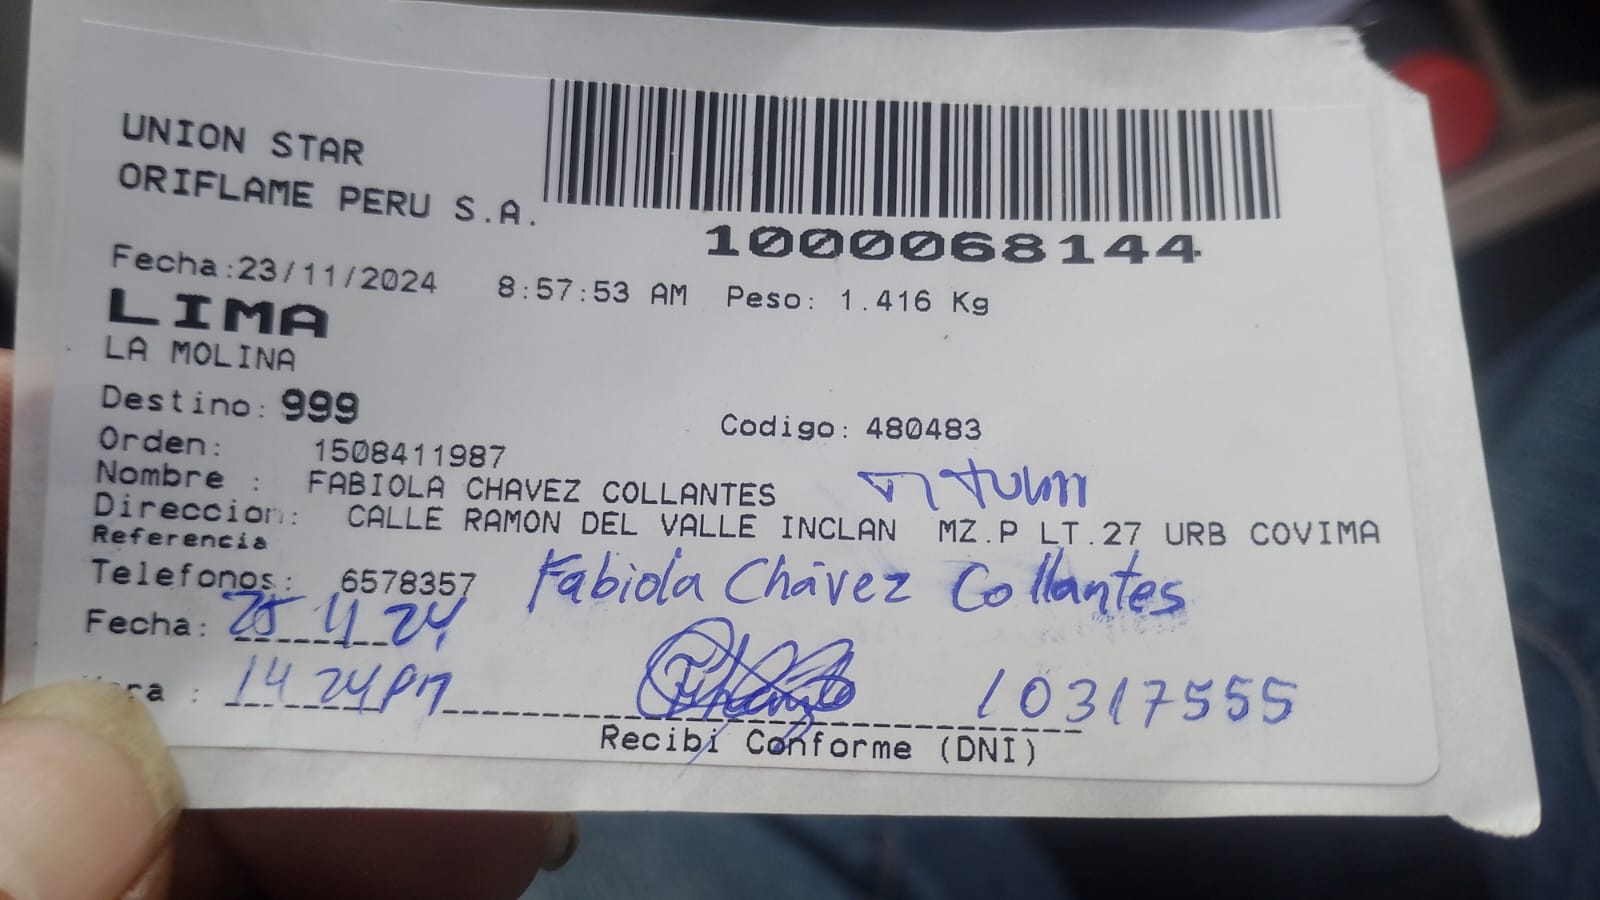 UNION STAR
ORIFLAME PERU S.A.
1000068144
Fecha:23/11/2024 8:57:53 AM Peso: 1.416 Kg
LIMA
LA MOLINA
Destino: 999 Codigo: 480483
Orden: 1508411987
Nombre : FABIOLA CHAVEZ COLLANTES
Direccion: CALLE RAMON DEL VALLE INCLAN MZ.P LT.27 URB COVIMA
Referencia
Telefonos: 6578357 Fabiola Chávez Collantes
Fecha: 25 11 24
: 14 24 PM 10317555
Recibi Conforme (DNI)